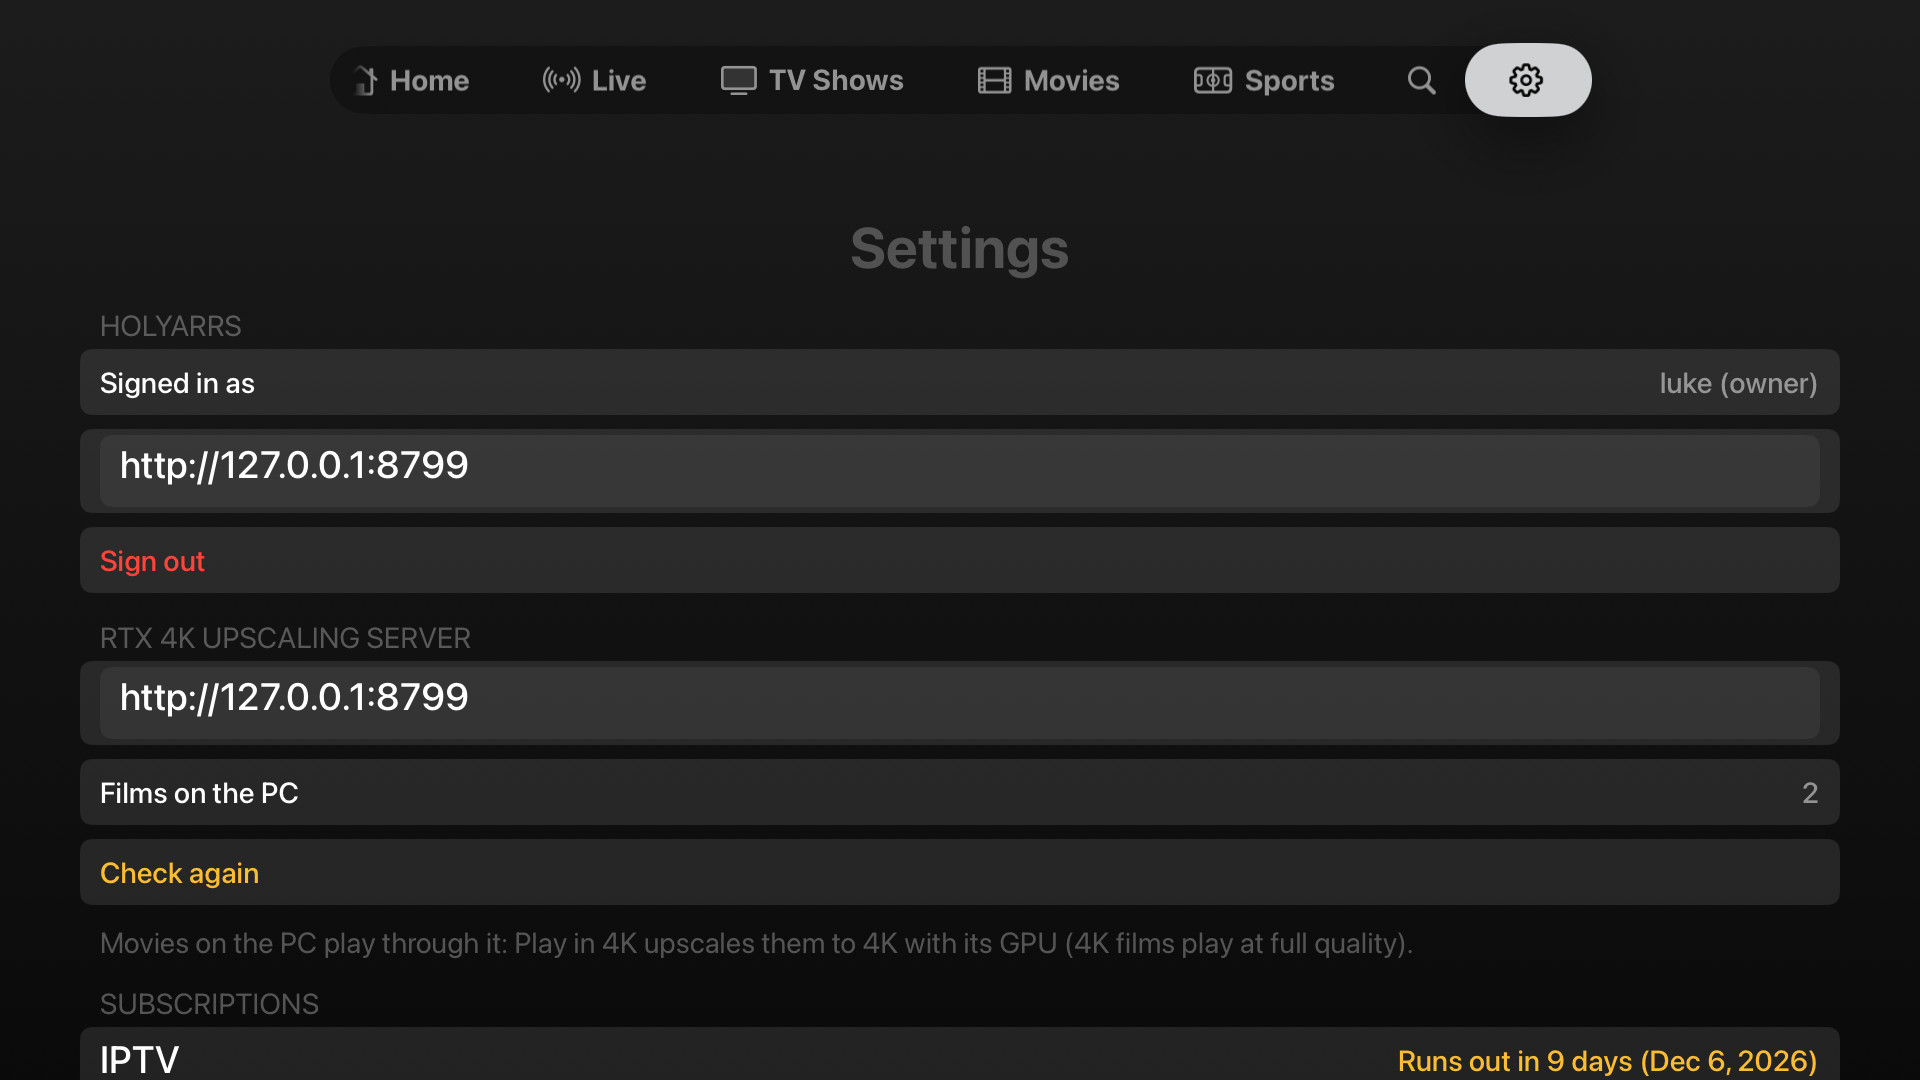 Home
Live
TV Shows
Movies
Sports
Settings
HOLYARRS
Signed in as
luke (owner)
http://127.0.0.1:8799
Sign out
RTX 4K UPSCALING SERVER
http://127.0.0.1:8799
Films on the PC
2
Check again
Movies on the PC play through it: Play in 4K upscales them to 4K with its GPU (4K films play at full quality).
SUBSCRIPTIONS
IPTV
Runs out in 9 days (Dec 6, 2026)